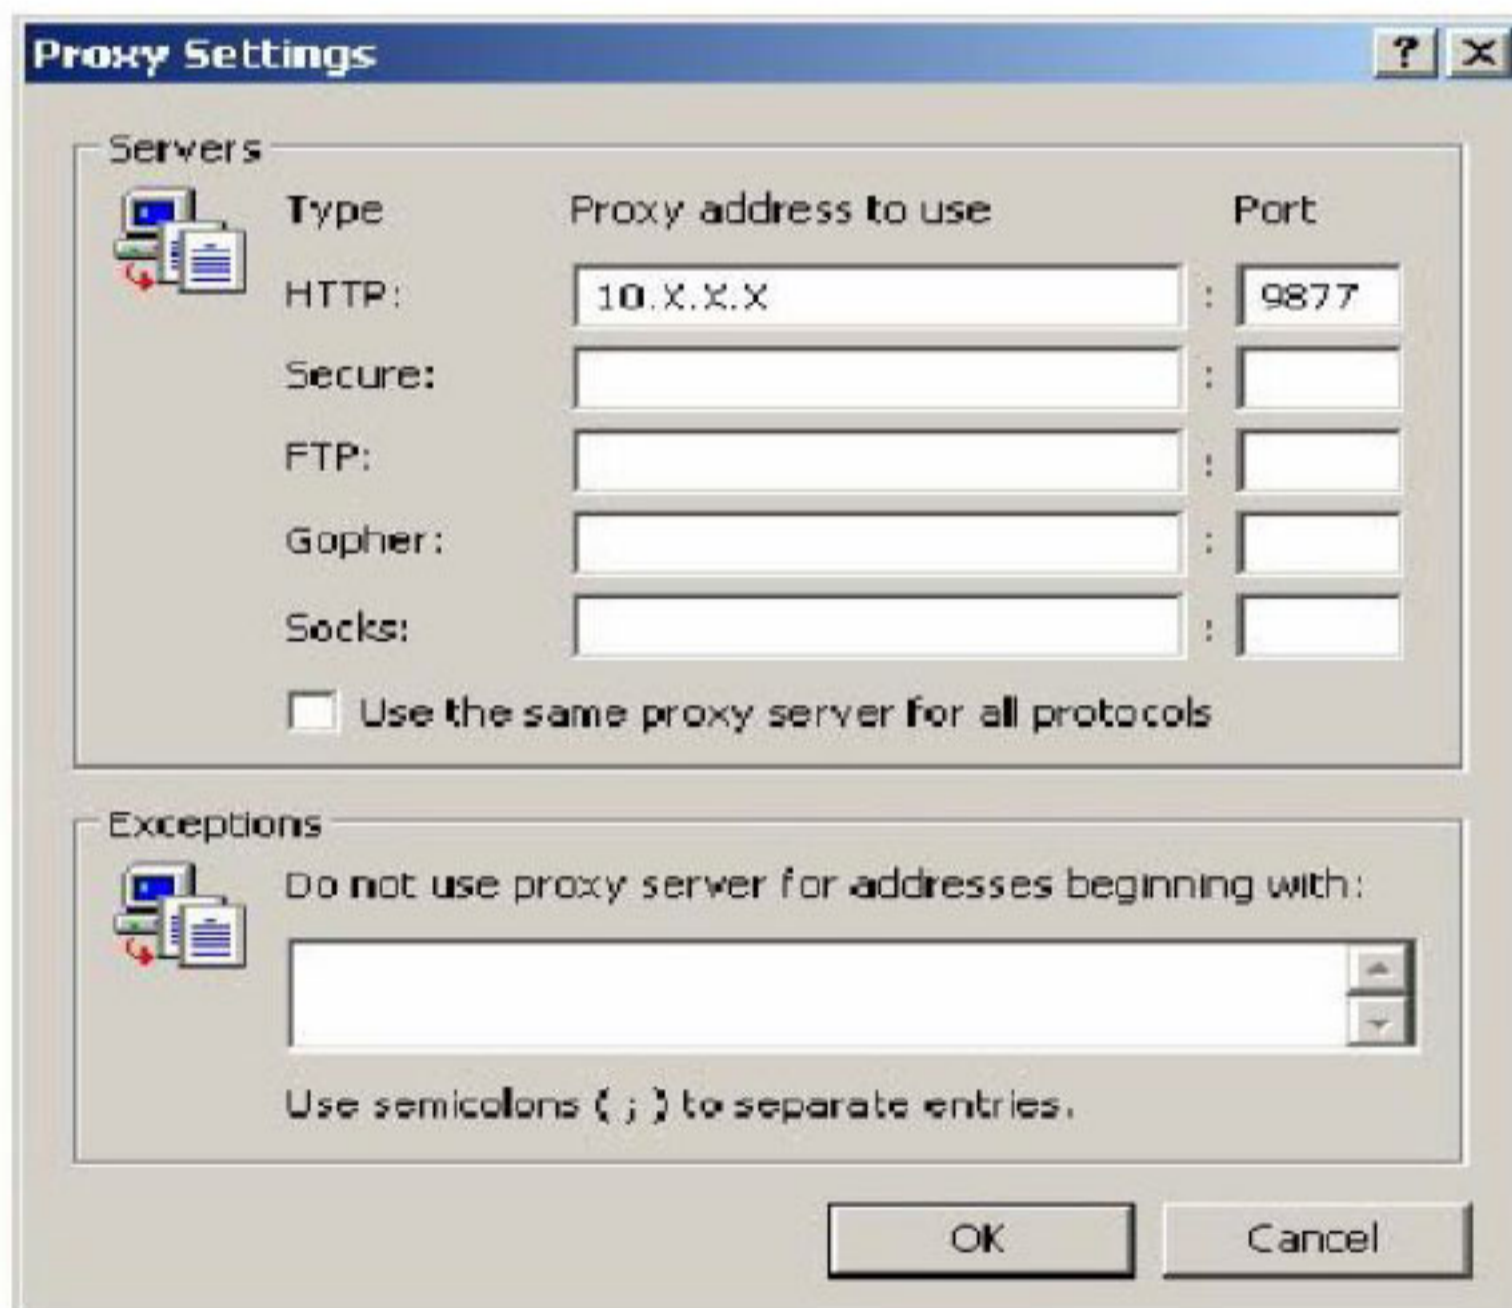 Proxy Settings
Servers
Type Proxy address to use Port
HTTP: 10.X.X.X : 9877
Secure: :
FTP: :
Gopher: :
Socks: :
Use the same proxy server for all protocols
Exceptions
Do not use proxy server for addresses beginning with:
Use semicolons ( ; ) to separate entries.
OK Cancel